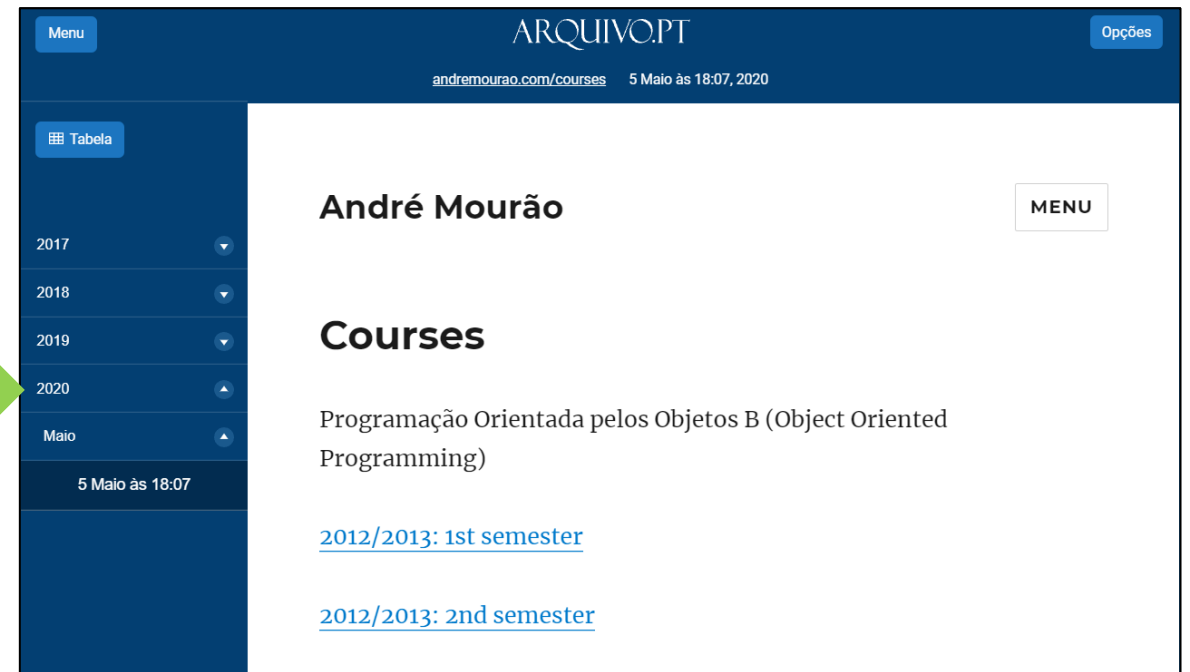 Menu
ARQUIVO.PT
Opções
andremourao.com/courses 5 Maio às 18:07, 2020
Tabela
2017
2018
2019
2020
Maio
5 Maio às 18:07
André Mourão
MENU
Courses
Programação Orientada pelos Objetos B (Object Oriented
Programming)
2012/2013: 1st semester
2012/2013: 2nd semester